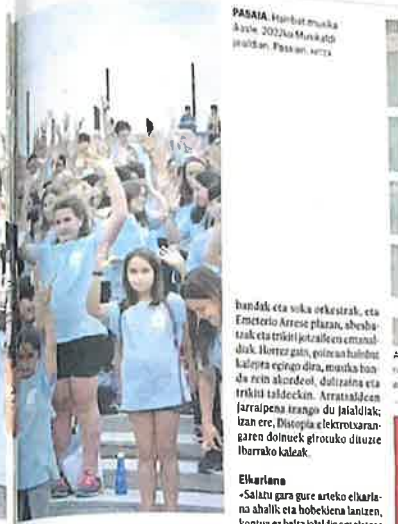 PASAIA. Hainbat musika
ikasle, 2022ko Musikaldi
jaialdian, Pasaian.
bandak eta soka orkestrak, eta
Emeterio Arrese plazan, abesba-
tzak eta trikiti jotzaileen emanal-
diak. Horrez gain, goizean hainbat
kalejira egingo dira, musika ban-
da zein akordeoi, dultzaina eta
trikiti taldeekin. Arratsaldean
jarraipena izango du jaialdiak;
izan ere, Distopia elektrotxaran-
garen doinuek girotuko dituzte
Ibarrako kaleak.
Elkarlana
«Saiatu gara gure arteko elkarla-
na ahalik eta hobekiena lantzen,